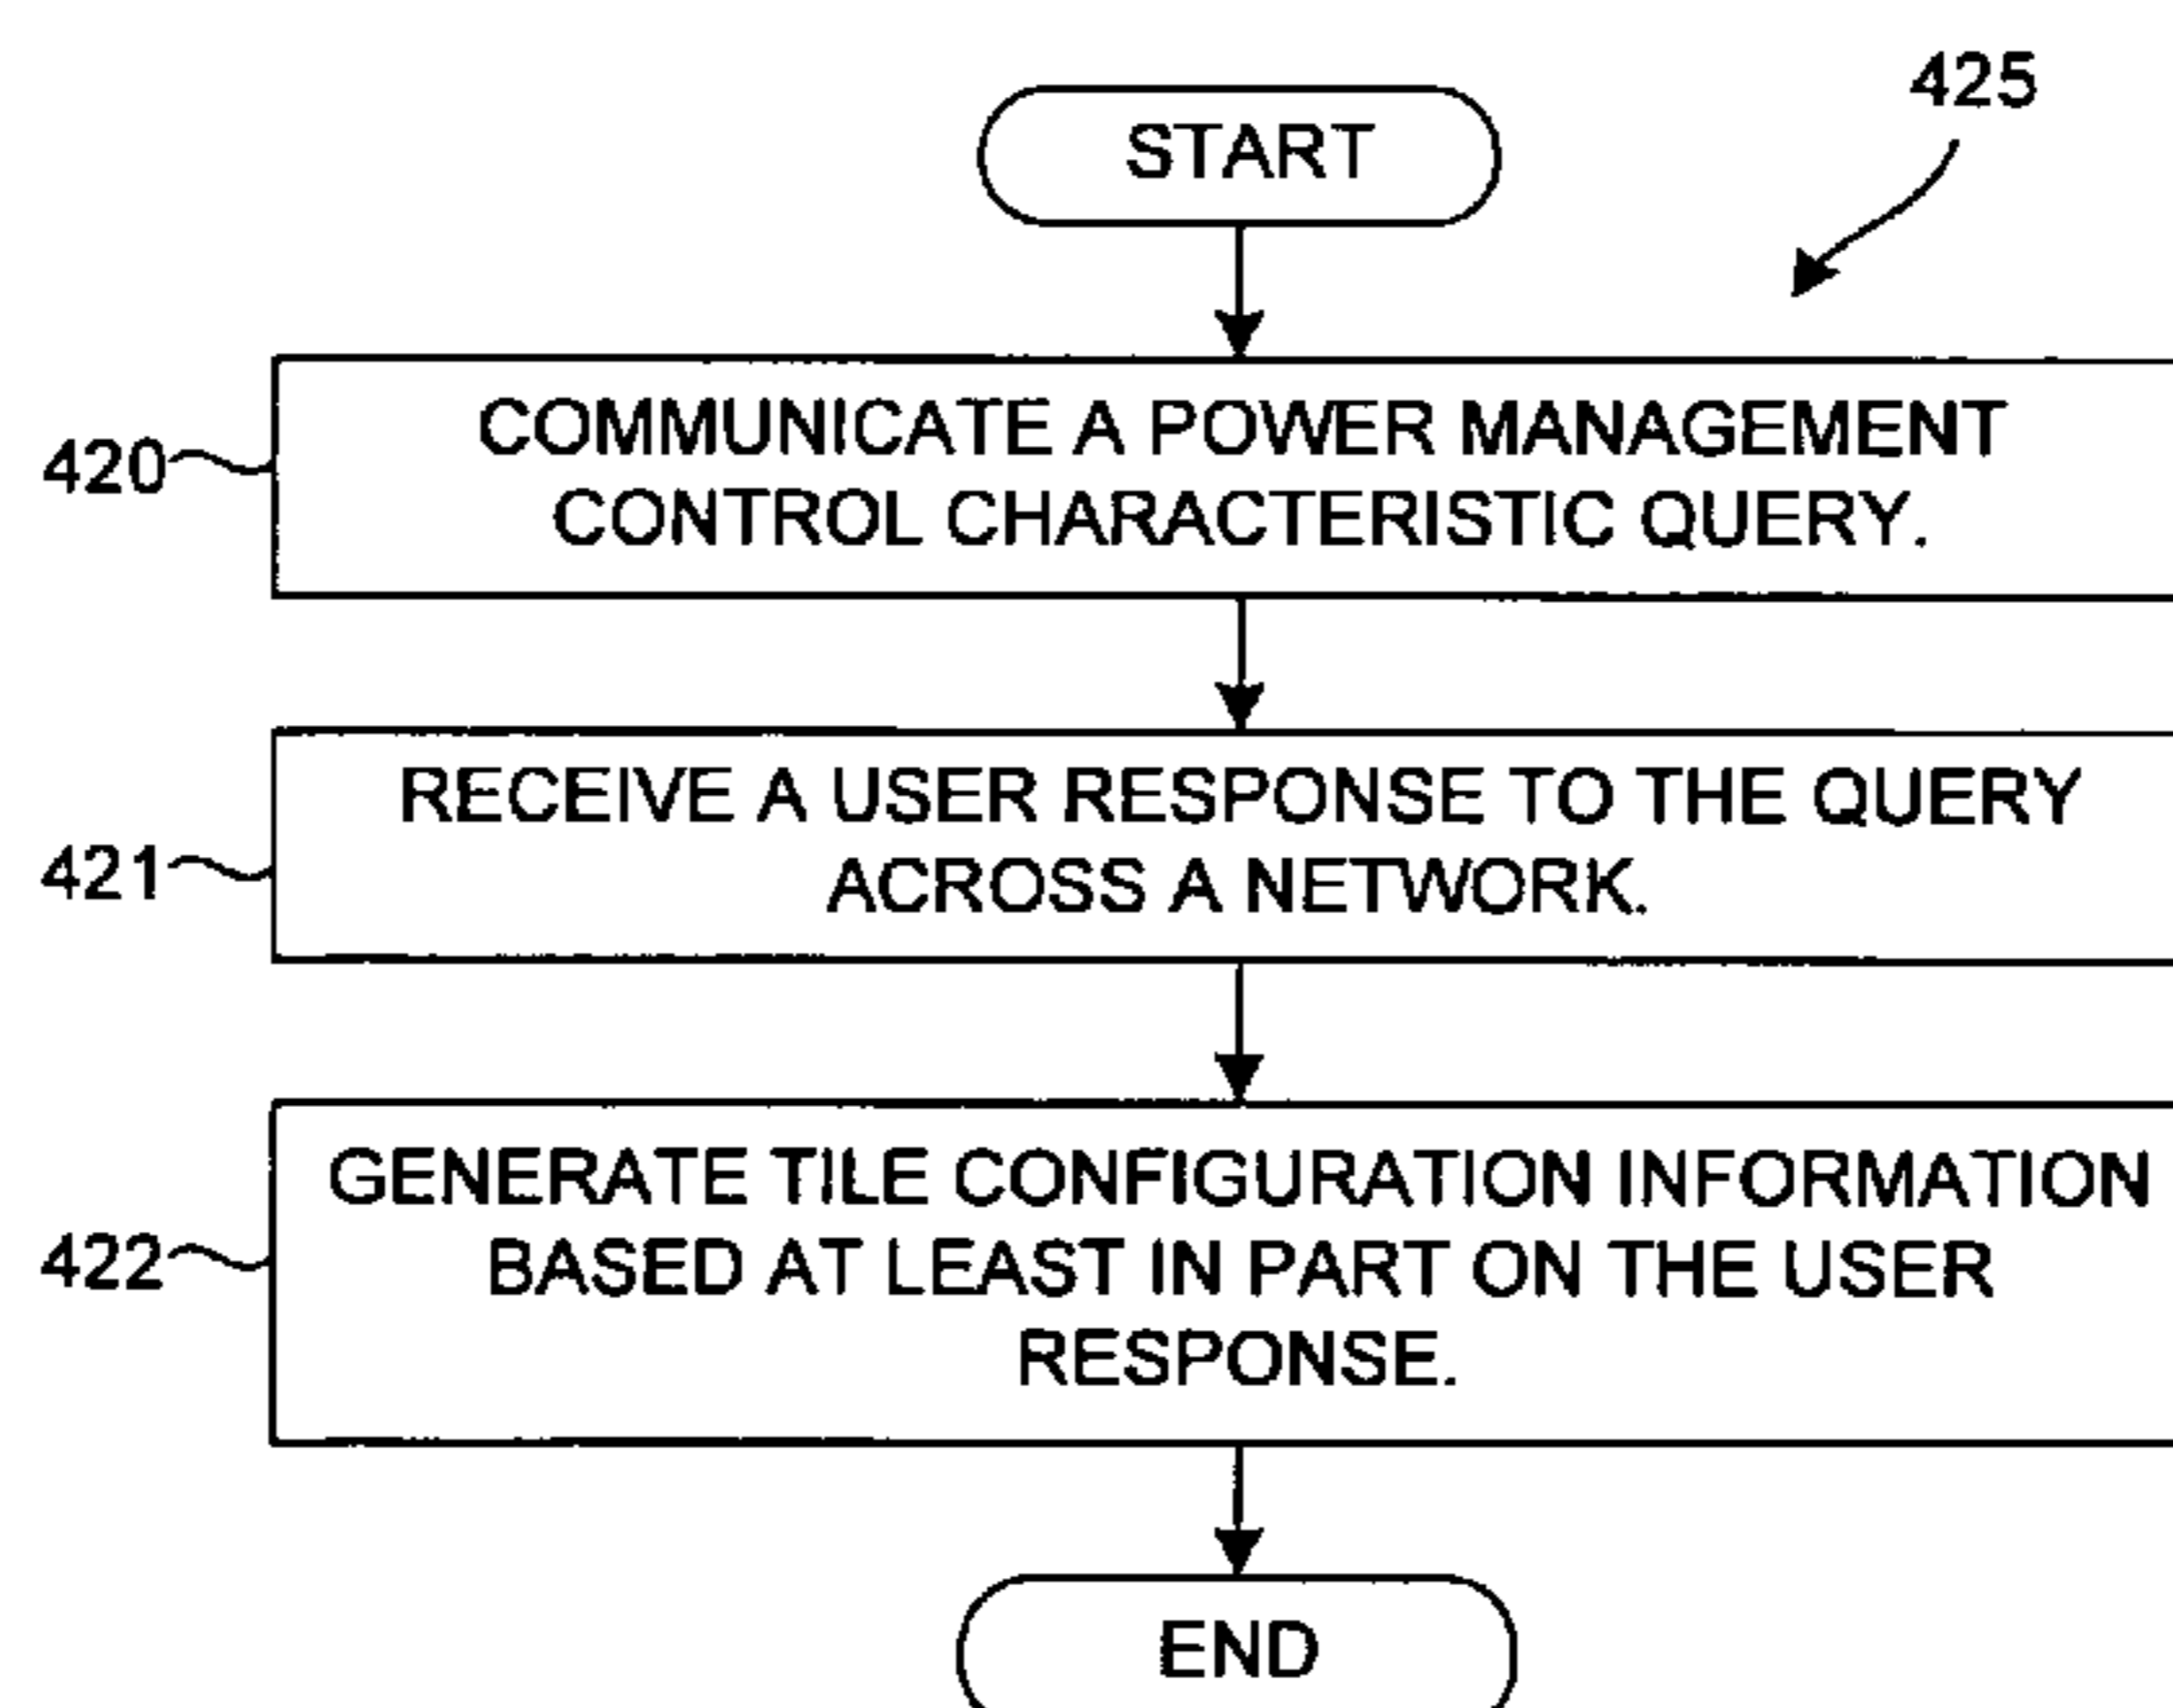 425
START
420
COMMUNICATE A POWER MANAGEMENT
CONTROL CHARACTERISTIC QUERY.
421
RECEIVE A USER RESPONSE TO THE QUERY
ACROSS A NETWORK.
422
GENERATE TILE CONFIGURATION INFORMATION
BASED AT LEAST IN PART ON THE USER
RESPONSE.
END